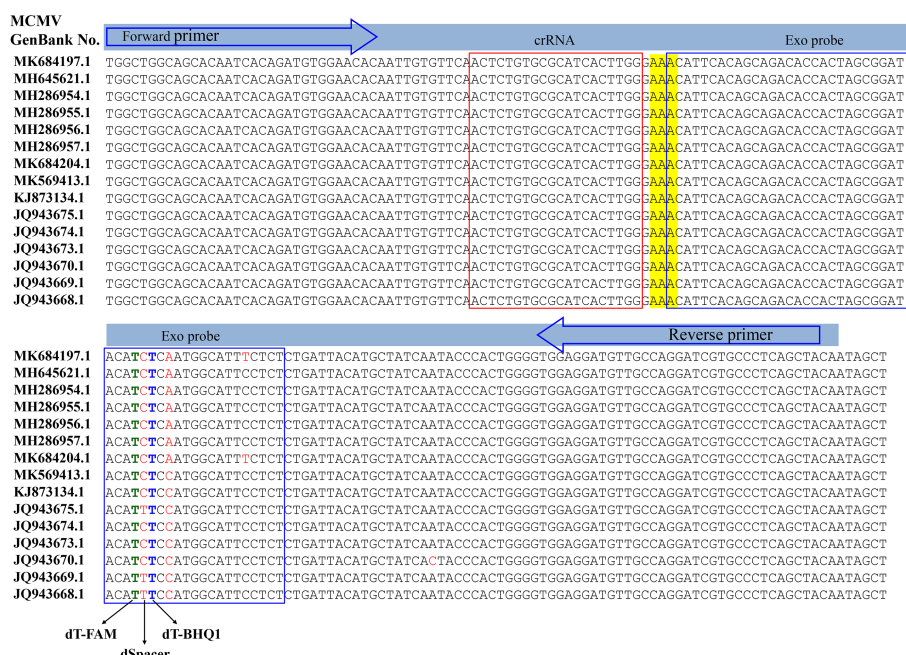 MCMV
GenBank No.
Forward primer crRNA Exo probe
MK684197.1 TGGCTGGCAGCACAATCACAGATGTGGAACACAATTGTGTTCAACTCTGTGCGCATCACTTGGGAAACATTCACAGCAGACACCACTAGCGGAT
MH645621.1 TGGCTGGCAGCACAATCACAGATGTGGAACACAATTGTGTTCAACTCTGTGCGCATCACTTGGGAAACATTCACAGCAGACACCACTAGCGGAT
MH286954.1 TGGCTGGCAGCACAATCACAGATGTGGAACACAATTGTGTTCAACTCTGTGCGCATCACTTGGGAAACATTCACAGCAGACACCACTAGCGGAT
MH286955.1 TGGCTGGCAGCACAATCACAGATGTGGAACACAATTGTGTTCAACTCTGTGCGCATCACTTGGGAAACATTCACAGCAGACACCACTAGCGGAT
MH286956.1 TGGCTGGCAGCACAATCACAGATGTGGAACACAATTGTGTTCAACTCTGTGCGCATCACTTGGGAAACATTCACAGCAGACACCACTAGCGGAT
MH286957.1 TGGCTGGCAGCACAATCACAGATGTGGAACACAATTGTGTTCAACTCTGTGCGCATCACTTGGGAAACATTCACAGCAGACACCACTAGCGGAT
MK684204.1 TGGCTGGCAGCACAATCACAGATGTGGAACACAATTGTGTTCAACTCTGTGCGCATCACTTGGGAAACATTCACAGCAGACACCACTAGCGGAT
MK569413.1 TGGCTGGCAGCACAATCACAGATGTGGAACACAATTGTGTTCAACTCTGTGCGCATCACTTGGGAAACATTCACAGCAGACACCACTAGCGGAT
KJ873134.1 TGGCTGGCAGCACAATCACAGATGTGGAACACAATTGTGTTCAACTCTGTGCGCATCACTTGGGAAACATTCACAGCAGACACCACTAGCGGAT
JQ943675.1 TGGCTGGCAGCACAATCACAGATGTGGAACACAATTGTGTTCAACTCTGTGCGCATCACTTGGGAAACATTCACAGCAGACACCACTAGCGGAT
JQ943674.1 TGGCTGGCAGCACAATCACAGATGTGGAACACAATTGTGTTCAACTCTGTGCGCATCACTTGGGAAACATTCACAGCAGACACCACTAGCGGAT
JQ943673.1 TGGCTGGCAGCACAATCACAGATGTGGAACACAATTGTGTTCAACTCTGTGCGCATCACTTGGGAAACATTCACAGCAGACACCACTAGCGGAT
JQ943670.1 TGGCTGGCAGCACAATCACAGATGTGGAACACAATTGTGTTCAACTCTGTGCGCATCACTTGGGAAACATTCACAGCAGACACCACTAGCGGAT
JQ943669.1 TGGCTGGCAGCACAATCACAGATGTGGAACACAATTGTGTTCAACTCTGTGCGCATCACTTGGGAAACATTCACAGCAGACACCACTAGCGGAT
JQ943668.1 TGGCTGGCAGCACAATCACAGATGTGGAACACAATTGTGTTCAACTCTGTGCGCATCACTTGGGAAACATTCACAGCAGACACCACTAGCGGAT
Exo probe Reverse primer
MK684197.1 ACATCTCAATGGCATTTCTCTCTGATTACATGCTATCAATACCCACTGGGGTGGAGGATGTTGCCAGGATCGTGCCCTCAGCTACAATAGCT
MH645621.1 ACATCTCAATGGCATTCCTCTCTGATTACATGCTATCAATACCCACTGGGGTGGAGGATGTTGCCAGGATCGTGCCCTCAGCTACAATAGCT
MH286954.1 ACATCTCAATGGCATTCCTCTCTGATTACATGCTATCAATACCCACTGGGGTGGAGGATGTTGCCAGGATCGTGCCCTCAGCTACAATAGCT
MH286955.1 ACATCTCAATGGCATTCCTCTCTGATTACATGCTATCAATACCCACTGGGGTGGAGGATGTTGCCAGGATCGTGCCCTCAGCTACAATAGCT
MH286956.1 ACATCTCAATGGCATTCCTCTCTGATTACATGCTATCAATACCCACTGGGGTGGAGGATGTTGCCAGGATCGTGCCCTCAGCTACAATAGCT
MH286957.1 ACATCTCAATGGCATTCCTCTCTGATTACATGCTATCAATACCCACTGGGGTGGAGGATGTTGCCAGGATCGTGCCCTCAGCTACAATAGCT
MK684204.1 ACATCTCAATGGCATTTCTCTCTGATTACATGCTATCAATACCCACTGGGGTGGAGGATGTTGCCAGGATCGTGCCCTCAGCTACAATAGCT
MK569413.1 ACATCTCCATGGCATTCCTCTCTGATTACATGCTATCAATACCCACTGGGGTGGAGGATGTTGCCAGGATCGTGCCCTCAGCTACAATAGCT
KJ873134.1 ACATCTCCATGGCATTCCTCTCTGATTACATGCTATCAATACCCACTGGGGTGGAGGATGTTGCCAGGATCGTGCCCTCAGCTACAATAGCT
JQ943675.1 ACATTTCCATGGCATTCCTCTCTGATTACATGCTATCAATACCCACTGGGGTGGAGGATGTTGCCAGGATCGTGCCCTCAGCTACAATAGCT
JQ943674.1 ACATCTCCATGGCATTCCTCTCTGATTACATGCTATCAATACCCACTGGGGTGGAGGATGTTGCCAGGATCGTGCCCTCAGCTACAATAGCT
JQ943673.1 ACATCTCCATGGCATTCCTCTCTGATTACATGCTATCAATACCCACTGGGGTGGAGGATGTTGCCAGGATCGTGCCCTCAGCTACAATAGCT
JQ943670.1 ACATCTCCATGGCATTCCTCTCTGATTACATGCTATCACTACCCACTGGGGTGGAGGATGTTGCCAGGATCGTGCCCTCAGCTACAATAGCT
JQ943669.1 ACATTTCCATGGCATTCCTCTCTGATTACATGCTATCAATACCCACTGGGGTGGAGGATGTTGCCAGGATCGTGCCCTCAGCTACAATAGCT
JQ943668.1 ACATTTCCATGGCATTCCTCTCTGATTACATGCTATCAATACCCACTGGGGTGGAGGATGTTGCCAGGATCGTGCCCTCAGCTACAATAGCT
dT-FAM dT-BHQ1
dSpacer